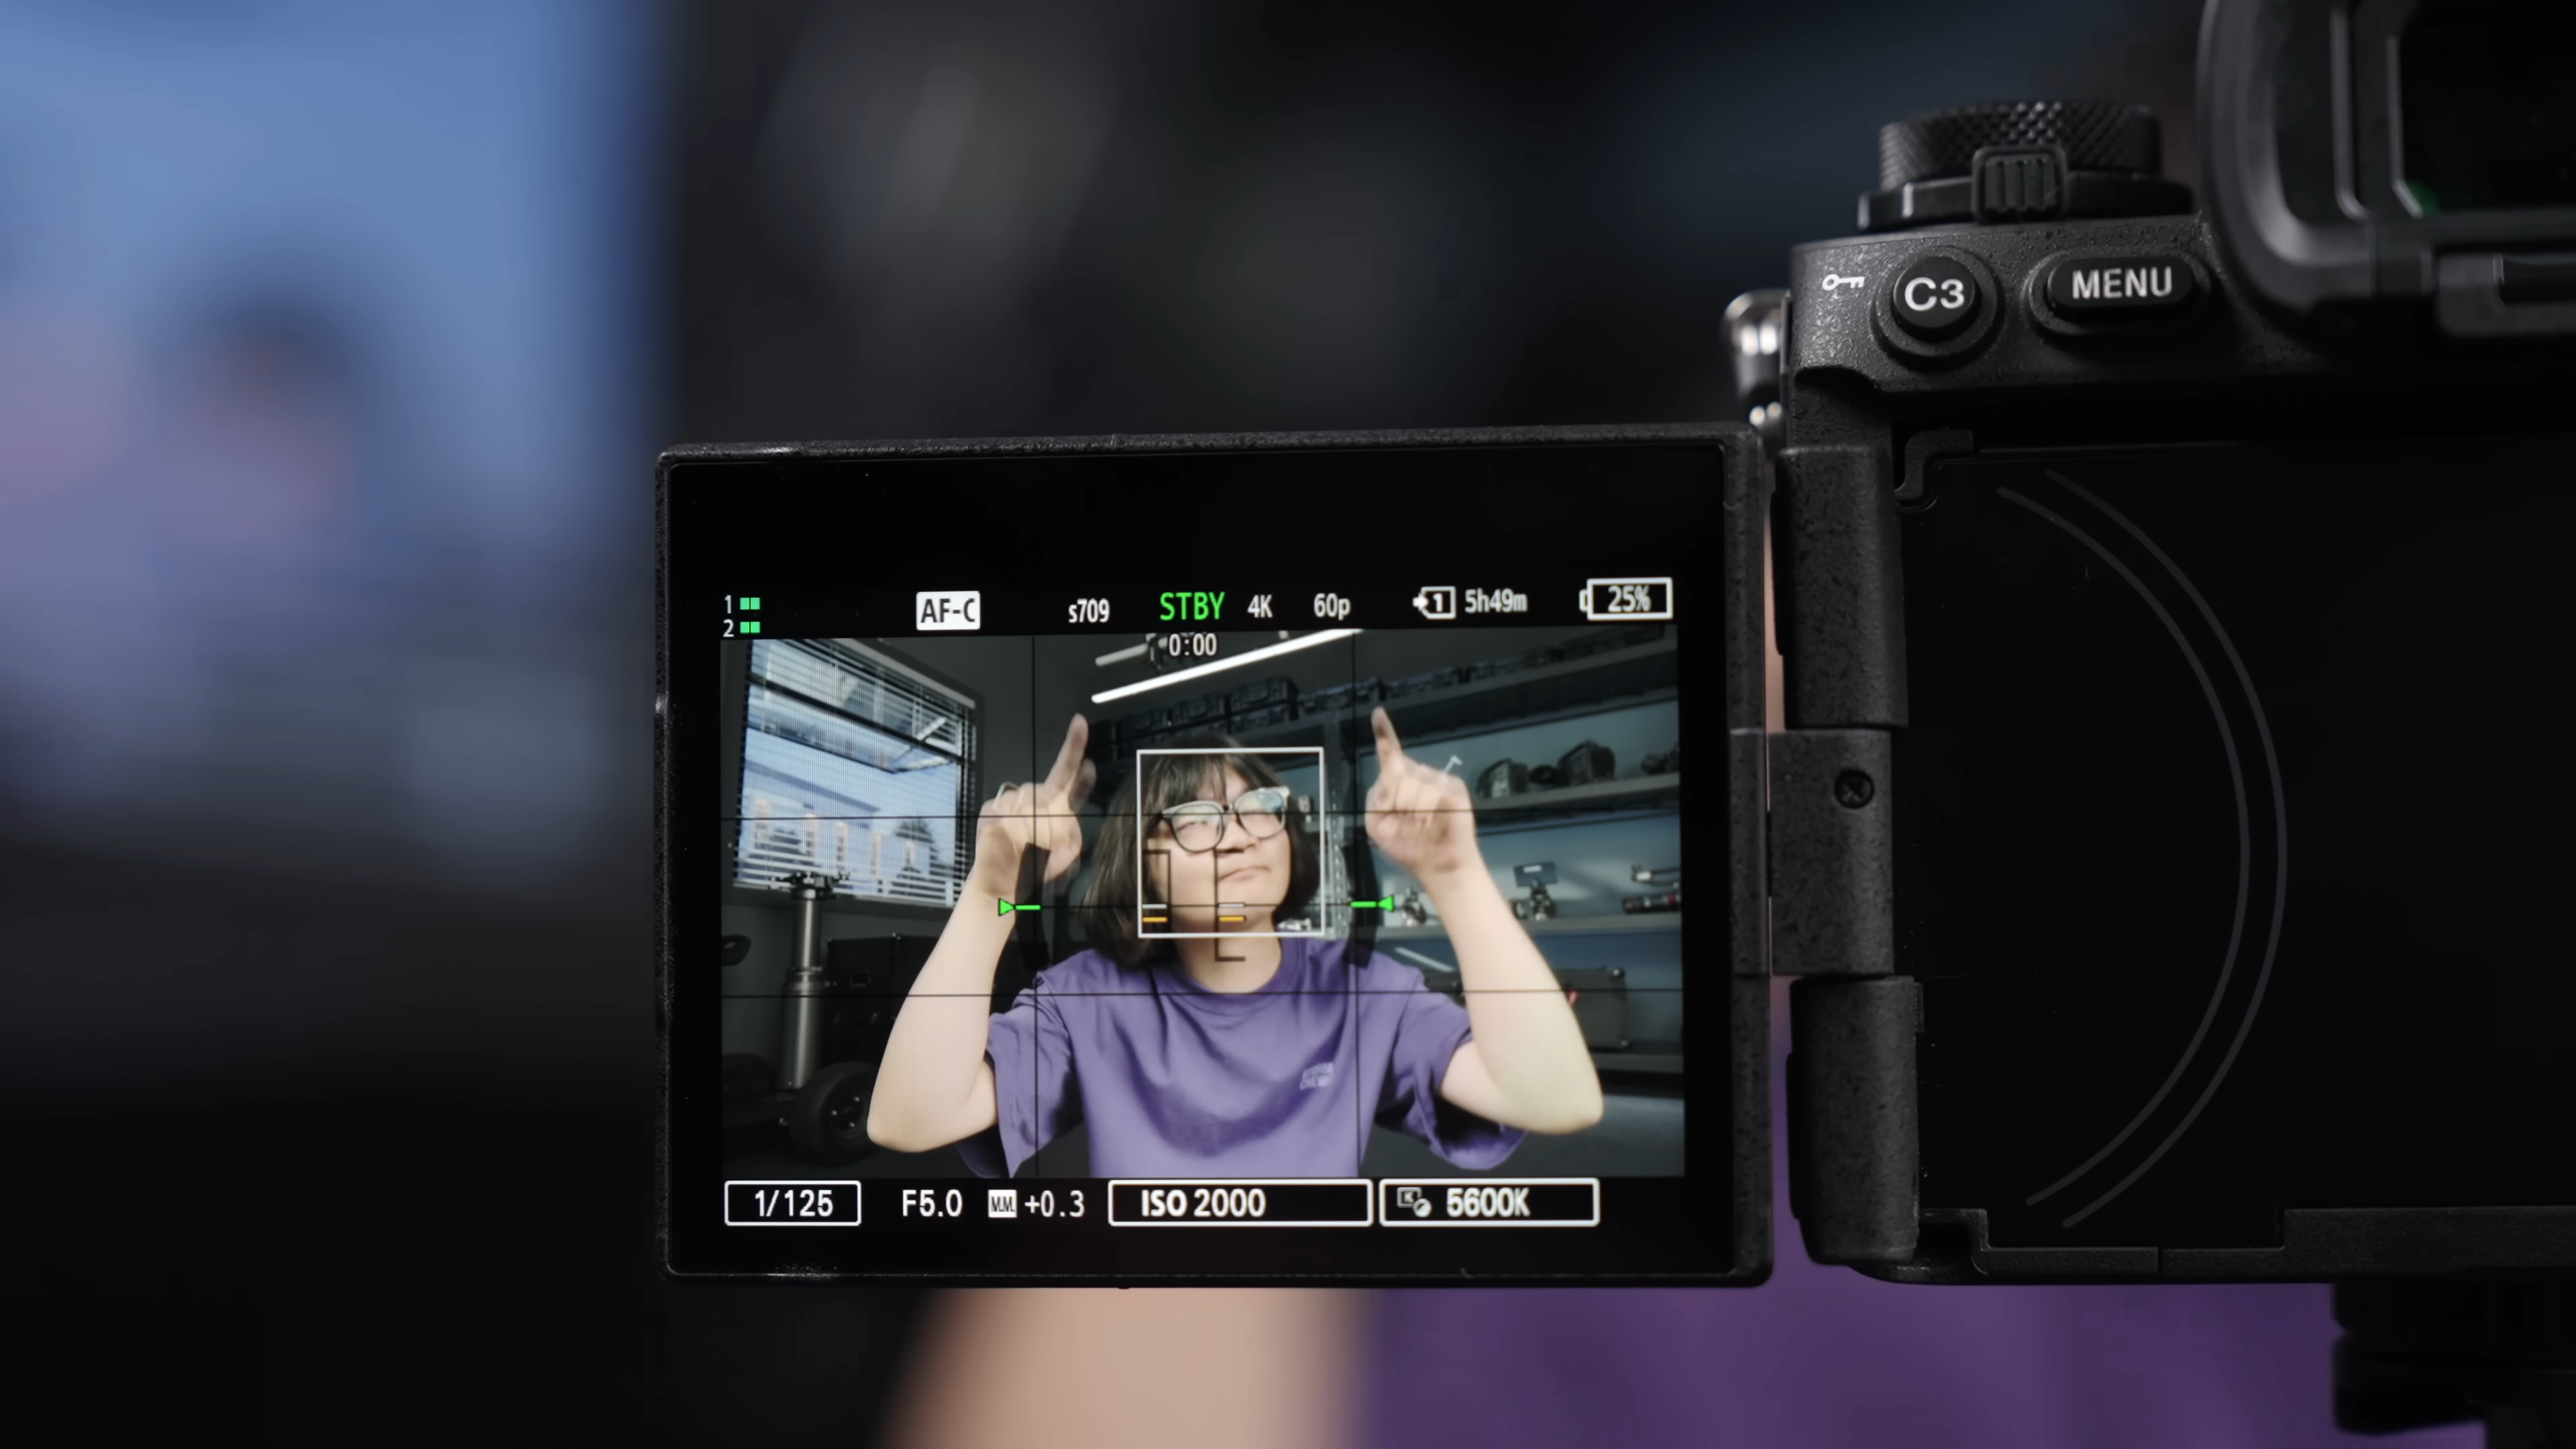 C3 MENU
1
2
AF-C s709 STBY 4K 60p 1 5h49m 25%
0:00
1/125 F5.0 M.M. +0.3 ISO 2000 K 5600K